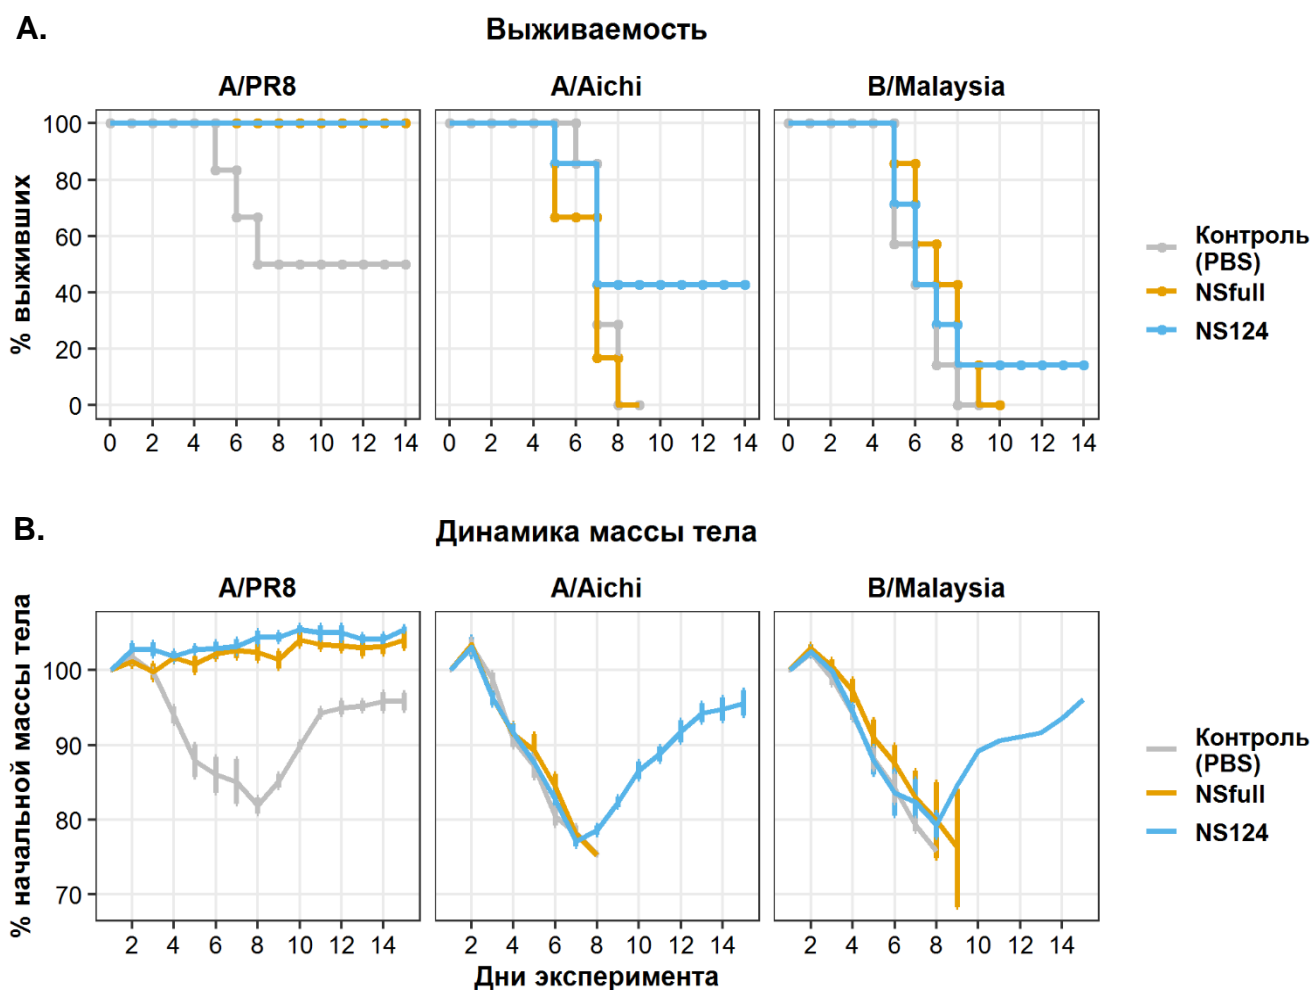 A.
Выживаемость
A/PR8
A/Aichi
B/Malaysia
% выживших
100
80
60
40
20
0
0 2 4 6 8 10 12 14
0 2 4 6 8 10 12 14
0 2 4 6 8 10 12 14
Контроль
(PBS)
NSfull
NS124
B.
Динамика массы тела
A/PR8
A/Aichi
B/Malaysia
% начальной массы тела
100
90
80
70
2 4 6 8 10 12 14
2 4 6 8 10 12 14
2 4 6 8 10 12 14
Дни эксперимента
Контроль
(PBS)
NSfull
NS124